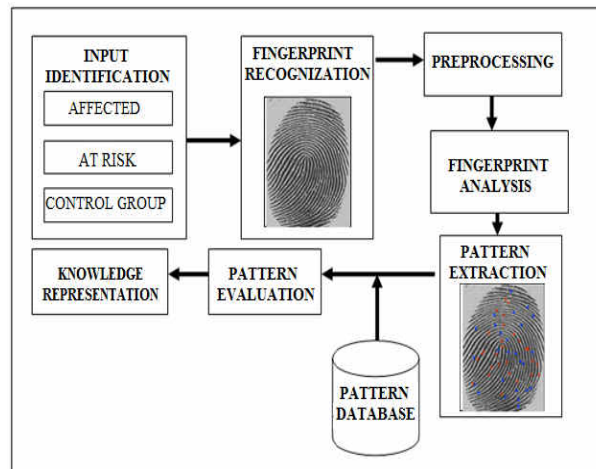 INPUT
IDENTIFICATION
AFFECTED
AT RISK
CONTROL GROUP
FINGERPRINT
RECOGNIZATION
PREPROCESSING
FINGERPRINT
ANALYSIS
PATTERN
EXTRACTION
PATTERN
DATABASE
PATTERN
EVALUATION
KNOWLEDGE
REPRESENTATION